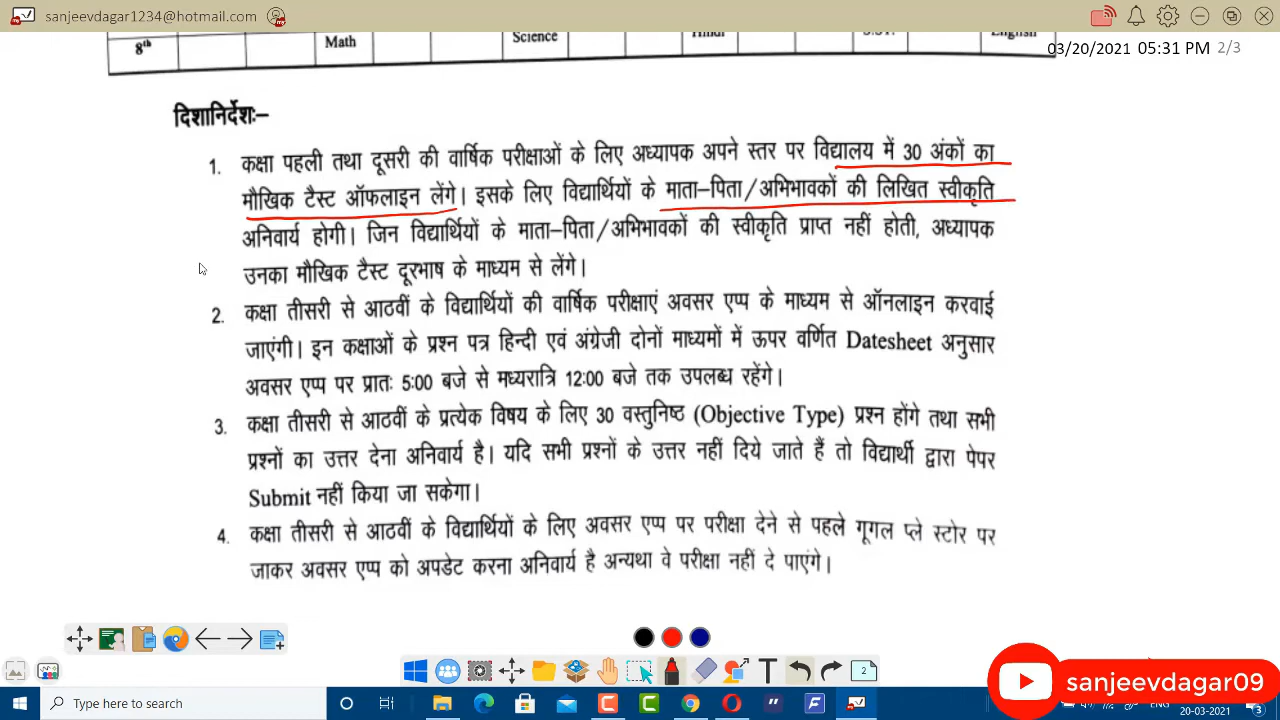 sanjeevdagar1234@hotmail.com
8th Math Science Hindi S.St. English
03/20/2021 05:31 PM 2/3
दिशानिर्देशः–
1. कक्षा पहली तथा दूसरी की वार्षिक परीक्षाओं के लिए अध्यापक अपने स्तर पर विद्यालय में 30 अंकों का
मौखिक टैस्ट ऑफलाइन लेंगे। इसके लिए विद्यार्थियों के माता–पिता/अभिभावकों की लिखित स्वीकृति
अनिवार्य होगी। जिन विद्यार्थियों के माता–पिता/अभिभावकों की स्वीकृति प्राप्त नहीं होती, अध्यापक
उनका मौखिक टैस्ट दूरभाष के माध्यम से लेंगे।
2. कक्षा तीसरी से आठवीं के विद्यार्थियों की वार्षिक परीक्षाएं अवसर एप्प के माध्यम से ऑनलाइन करवाई
जाएंगी। इन कक्षाओं के प्रश्न पत्र हिन्दी एवं अंग्रेजी दोनों माध्यमों में ऊपर वर्णित Datesheet अनुसार
अवसर एप्प पर प्रातः 5:00 बजे से मध्यरात्रि 12:00 बजे तक उपलब्ध रहेंगे।
3. कक्षा तीसरी से आठवीं के प्रत्येक विषय के लिए 30 वस्तुनिष्ठ (Objective Type) प्रश्न होंगे तथा सभी
प्रश्नों का उत्तर देना अनिवार्य है। यदि सभी प्रश्नों के उत्तर नहीं दिये जाते हैं तो विद्यार्थी द्वारा पेपर
Submit नहीं किया जा सकेगा।
4. कक्षा तीसरी से आठवीं के विद्यार्थियों के लिए अवसर एप्प पर परीक्षा देने से पहले गूगल प्ले स्टोर पर
जाकर अवसर एप्प को अपडेट करना अनिवार्य है अन्यथा वे परीक्षा नहीं दे पाएंगे।
2
sanjeevdagar09
Type here to search
ENG
20-03-2021
3